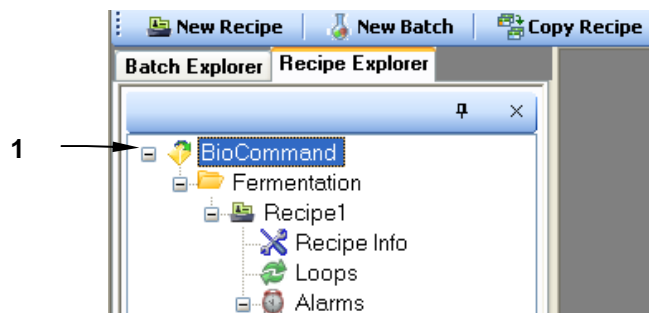 New Recipe New Batch Copy Recipe
Batch Explorer Recipe Explorer
1 BioCommand
Fermentation
Recipe1
Recipe Info
Loops
Alarms